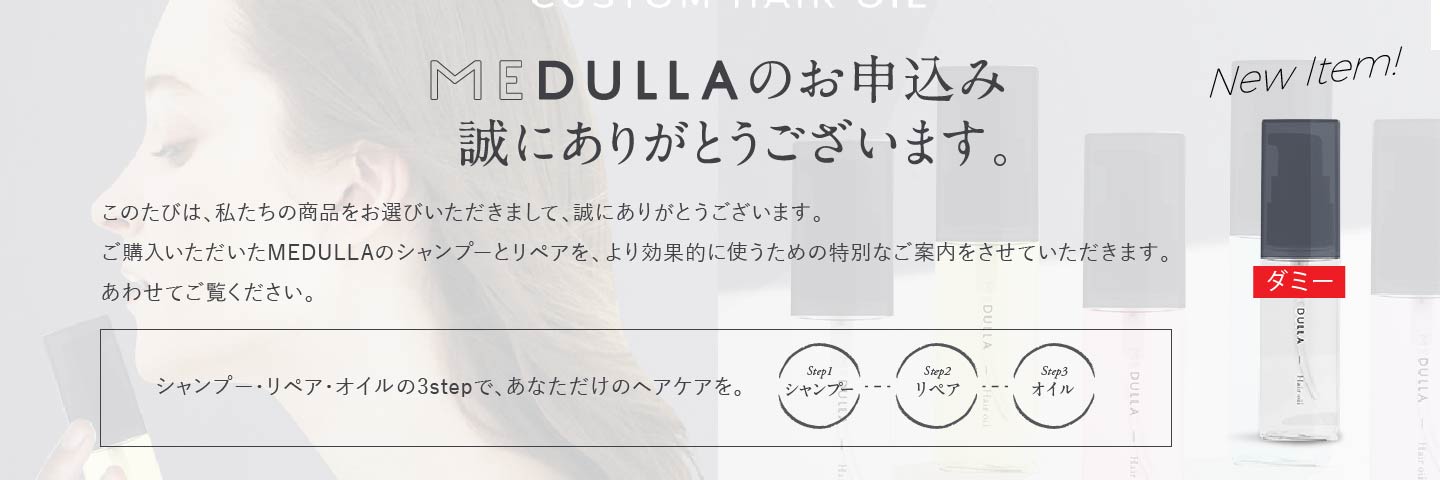 CUSTOM HAIR OIL
MEDULLAのお申込み
誠にありがとうございます。
New Item!
このたびは、私たちの商品をお選びいただきまして、誠にありがとうございます。
ご購入いただいたMEDULLAのシャンプーとリペアを、より効果的に使うための特別なご案内をさせていただきます。
あわせてご覧ください。
ダミー
シャンプー・リペア・オイルの3stepで、あなただけのヘアケアを。
Step1
シャンプー
Step2
リペア
Step3
オイル
DULLA — Hair oil
DULLA — Hair oil
DULLA — Hair
DULLA
DULLA — Hair oil